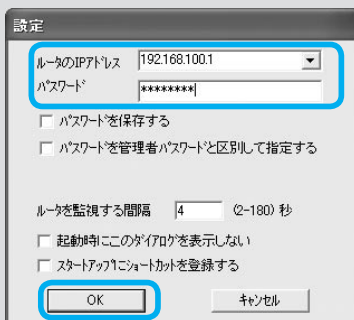 設定
ルータのIPアドレス 192.168.100.1
パスワード ********
パスワードを保存する
パスワードを管理者パスワードと区別して指定する
ルータを監視する間隔 4 (2-180) 秒
起動時にこのダイアログを表示しない
スタートアップにショートカットを登録する
OK キャンセル